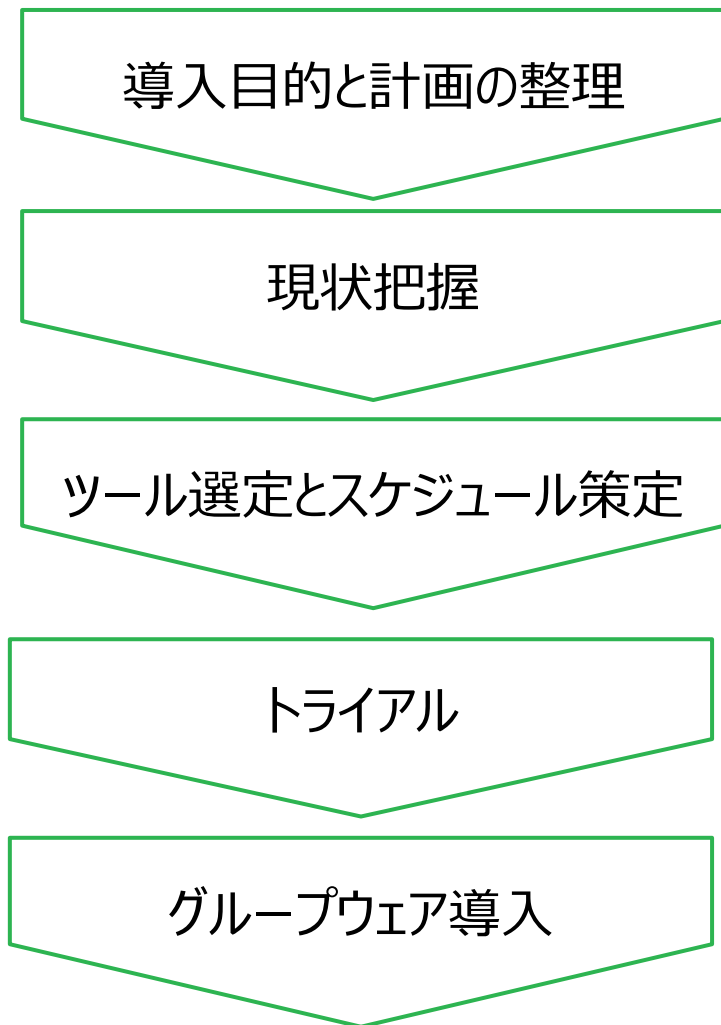 導入目的と計画の整理
現状把握
ツール選定とスケジュール策定
トライアル
グループウェア導入